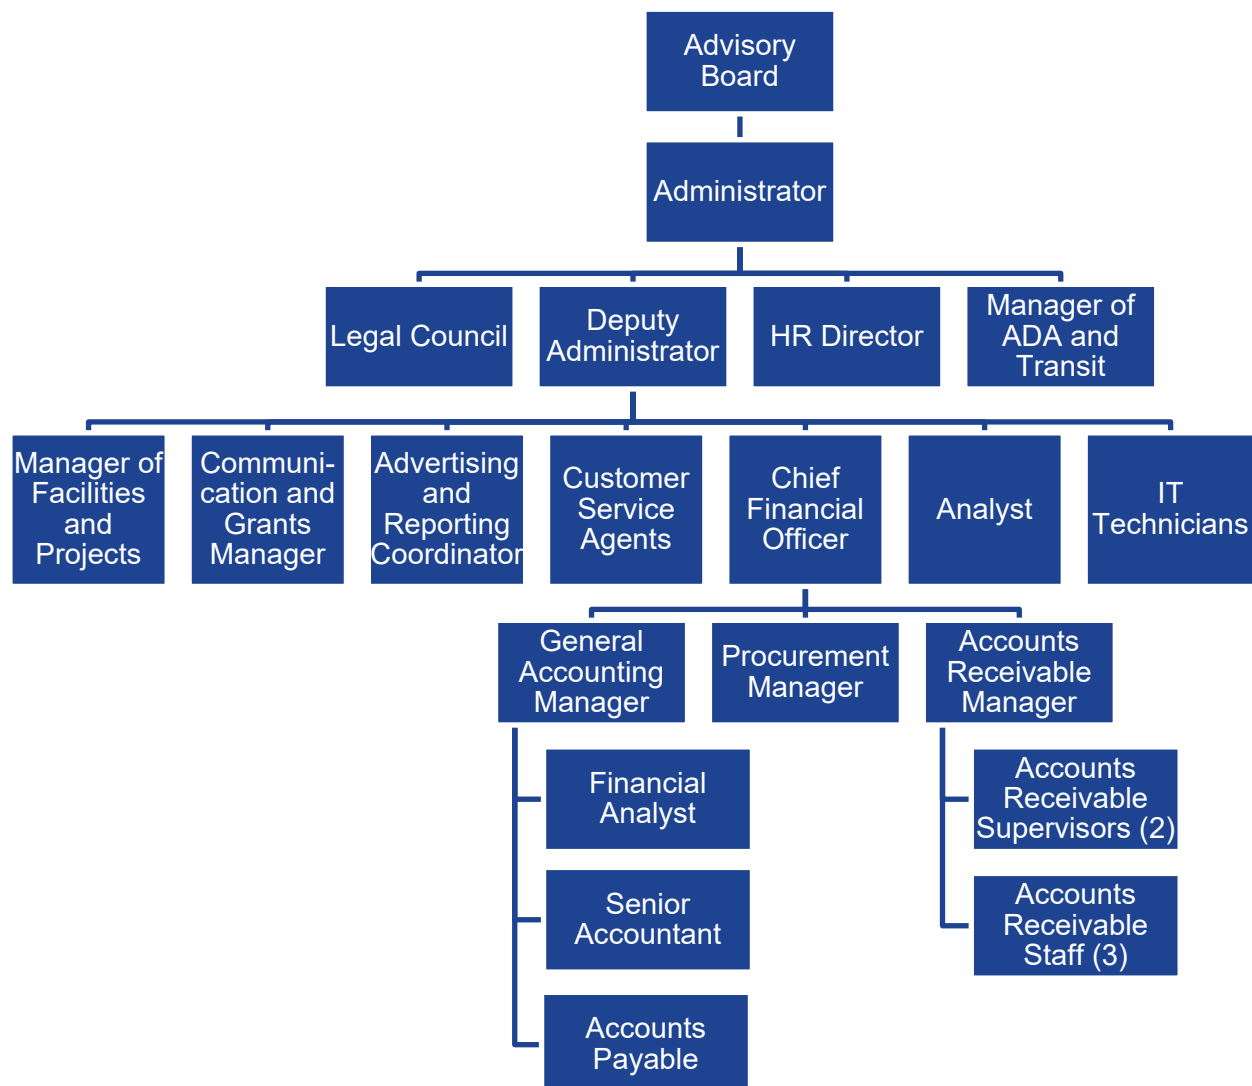 Advisory
Board
Administrator
Legal Council
Deputy
Administrator
HR Director
Manager of
ADA and
Transit
Manager of
Facilities
and
Projects
Communi-
cation and
Grants
Manager
Advertising
and
Reporting
Coordinator
Customer
Service
Agents
Chief
Financial
Officer
Analyst
IT
Technicians
General
Accounting
Manager
Procurement
Manager
Accounts
Receivable
Manager
Financial
Analyst
Senior
Accountant
Accounts
Payable
Accounts
Receivable
Supervisors (2)
Accounts
Receivable
Staff (3)